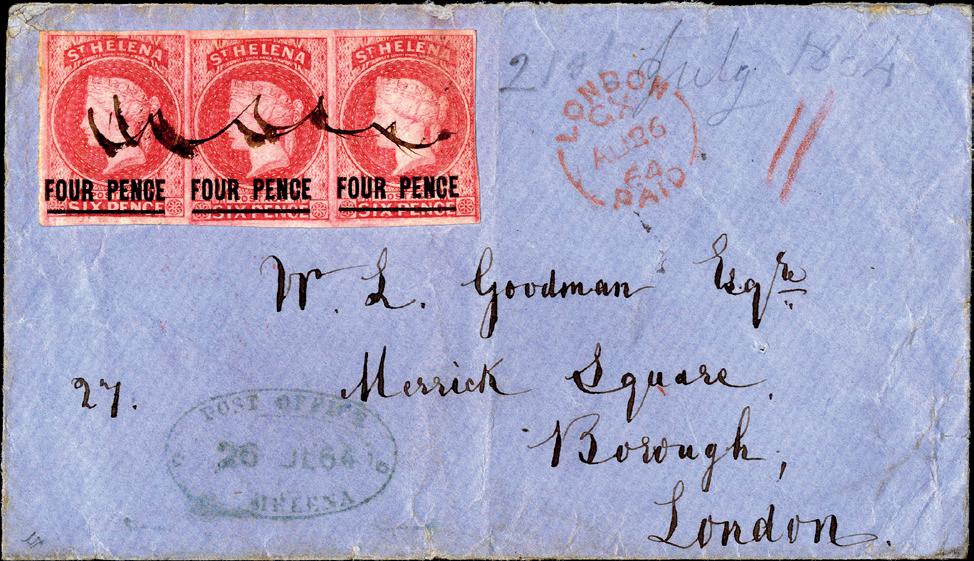 ST HELENA ST HELENA ST HELENA
FOUR PENCE FOUR PENCE FOUR PENCE
SIX PENCE SIX PENCE SIX PENCE
LONDON
CX
AU 26
64
PAID
21st July 1864
W. L. Goodman Esqre
27. Merrick Square
Borough,
London.
POST OFFICE
26 JL 64
HELENA